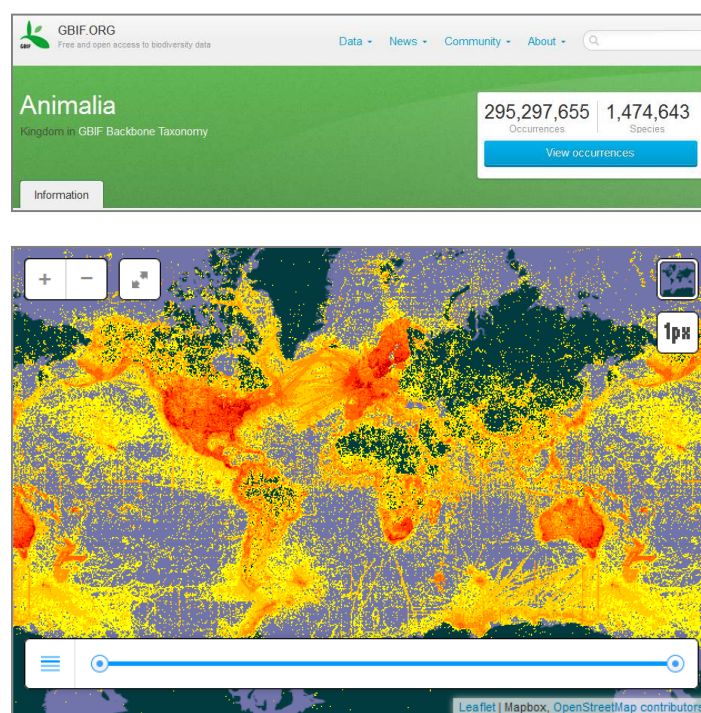 GBIF.ORG
Free and open access to biodiversity data
GBIF
Data
News
Community
About
Animalia
Kingdom in GBIF Backbone Taxonomy
295,297,655
Occurrences
1,474,643
Species
View occurrences
Information
+
−
1px
Leaflet | Mapbox, OpenStreetMap contributors